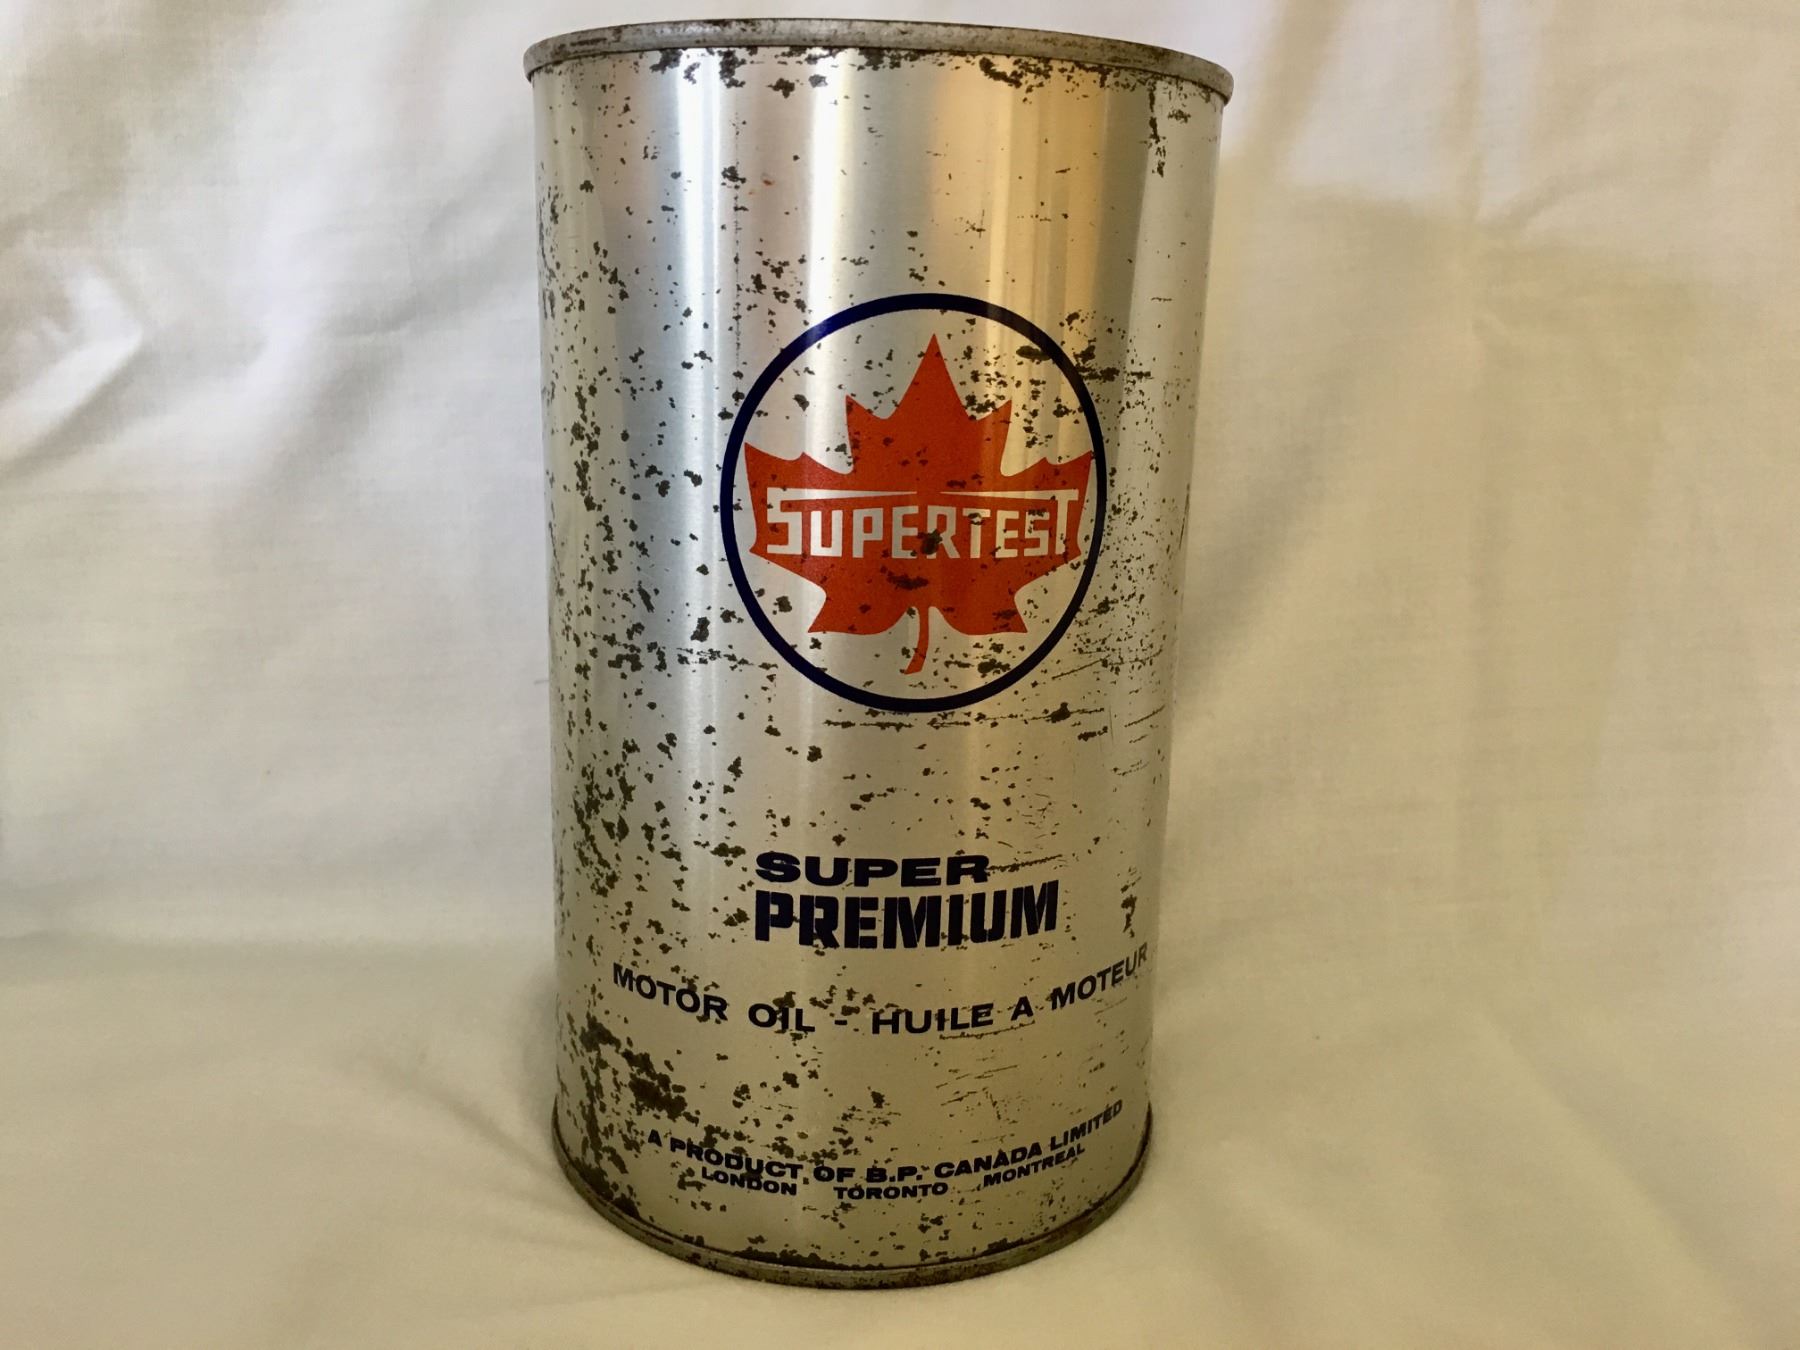 SUPERTEST
SUPER
PREMIUM
MOTOR OIL - HUILE A MOTEUR
A PRODUCT OF B.P. CANADA LIMITED
LONDON TORONTO MONTREAL